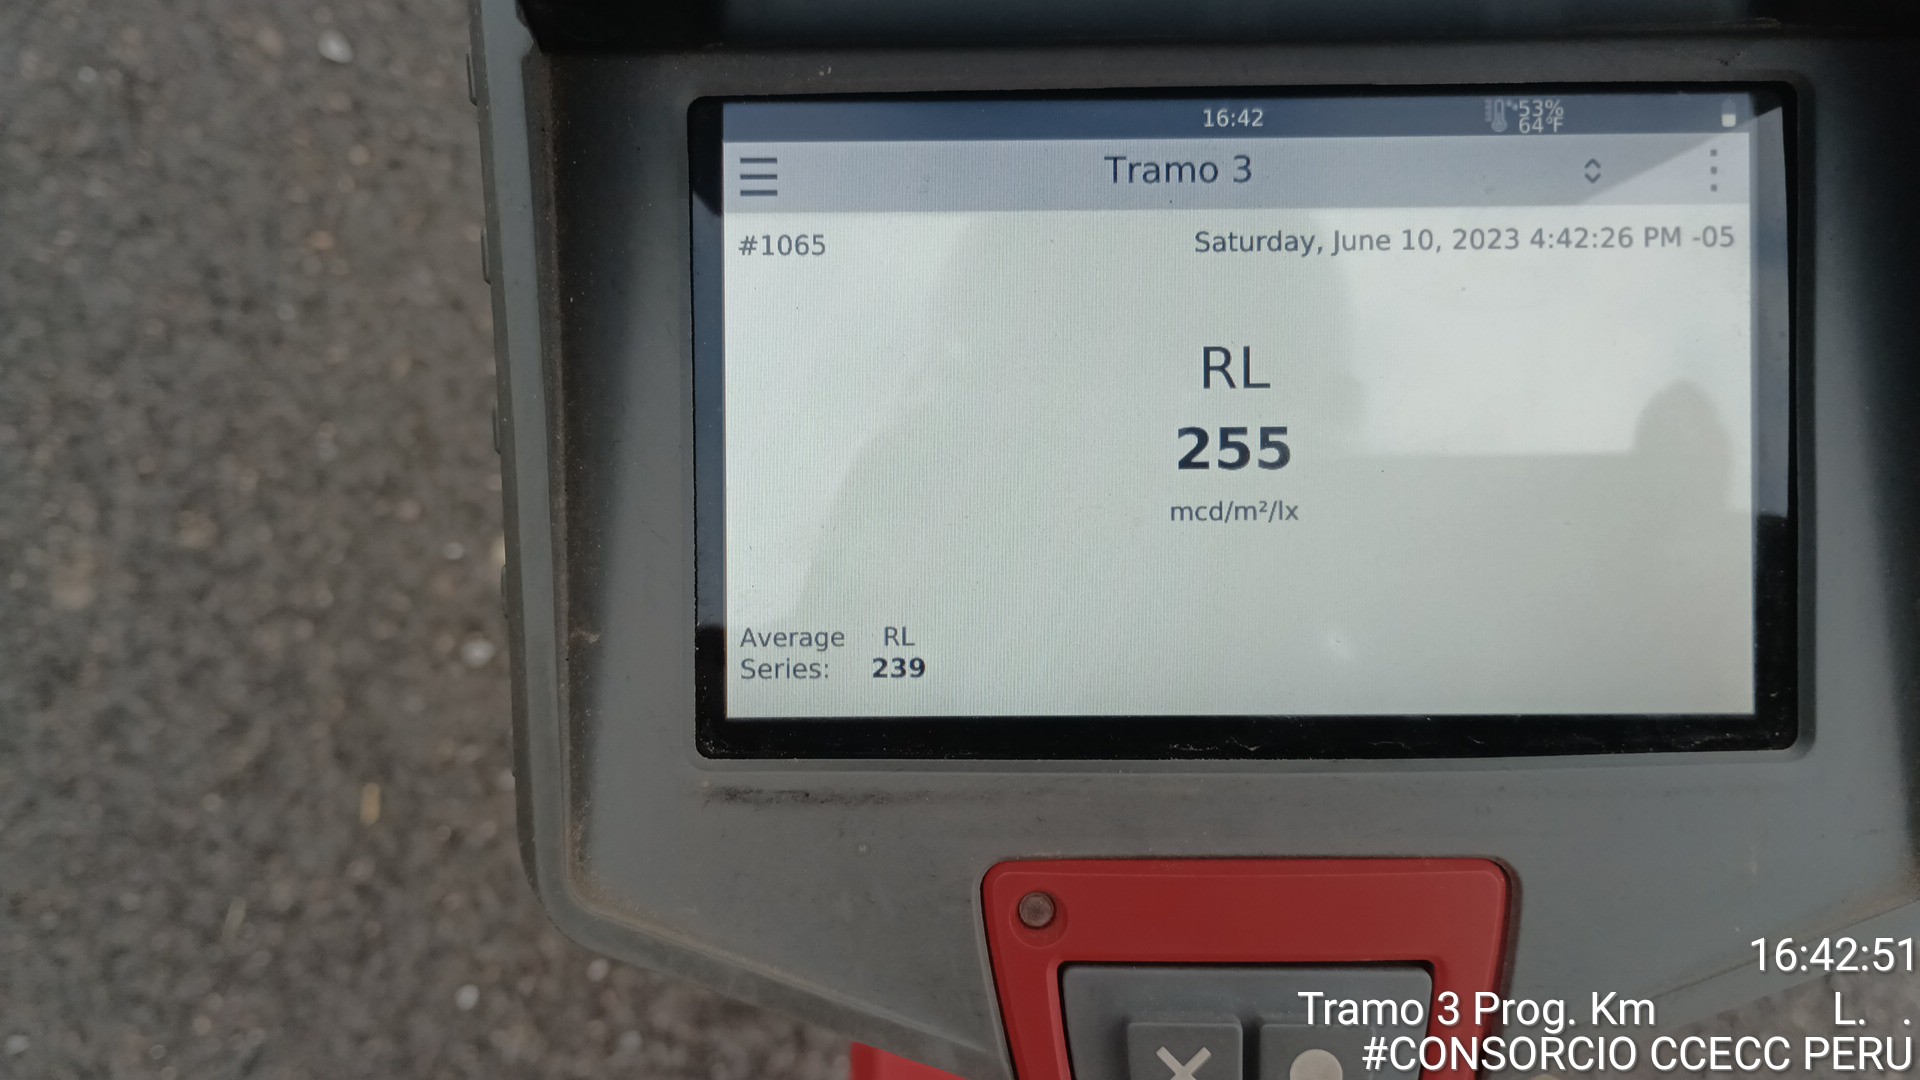 16:42
53%
64°F
Tramo 3
#1065
Saturday, June 10, 2023 4:42:26 PM -05
RL
255
mcd/m²/lx
Average RL
Series: 239
16:42:51
Tramo 3 Prog. Km L. .
#CONSORCIO CCECC PERU